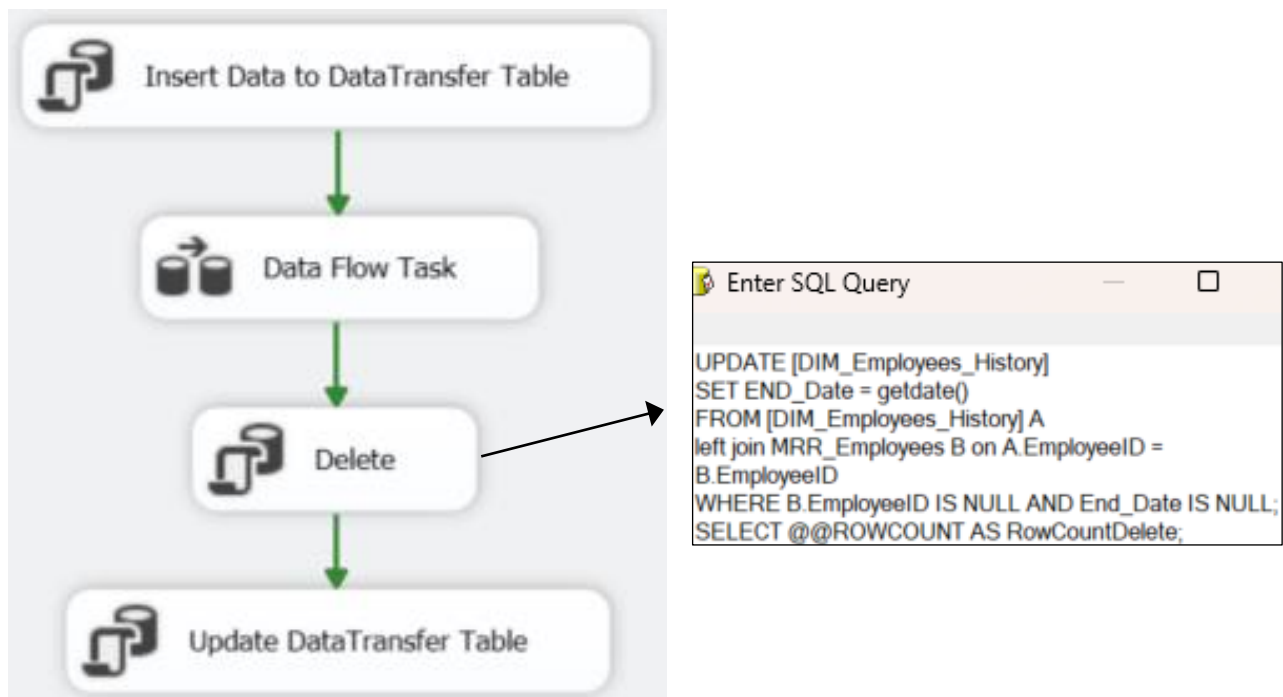 Insert Data to DataTransfer Table
Data Flow Task
Delete
Update DataTransfer Table
Enter SQL Query
UPDATE [DIM_Employees_History]
SET END_Date = getdate()
FROM [DIM_Employees_History] A
left join MRR_Employees B on A.EmployeeID =
B.EmployeeID
WHERE B.EmployeeID IS NULL AND End_Date IS NULL;
SELECT @@ROWCOUNT AS RowCountDelete;